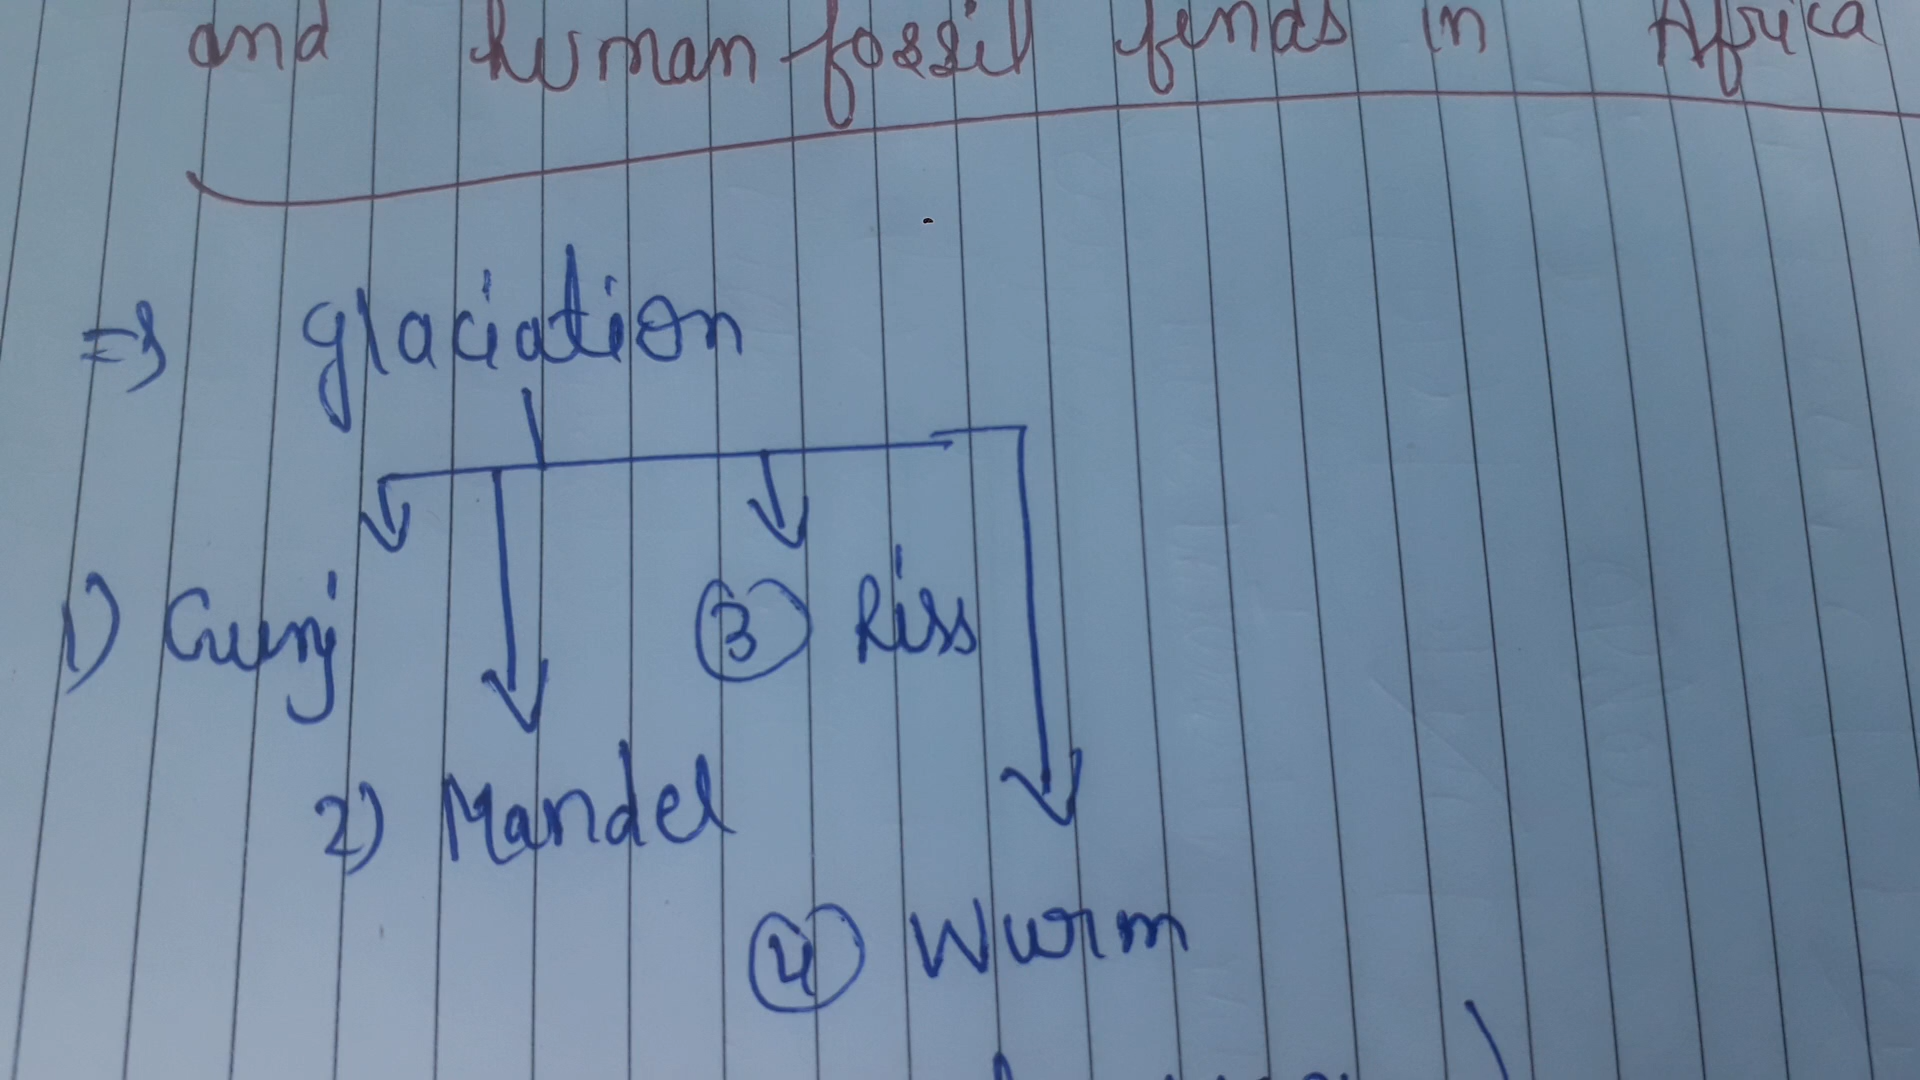 and human fossil finds in Africa
=> glaciation
1) Gunj
3 Riss
2) Mandel
4 Wurm